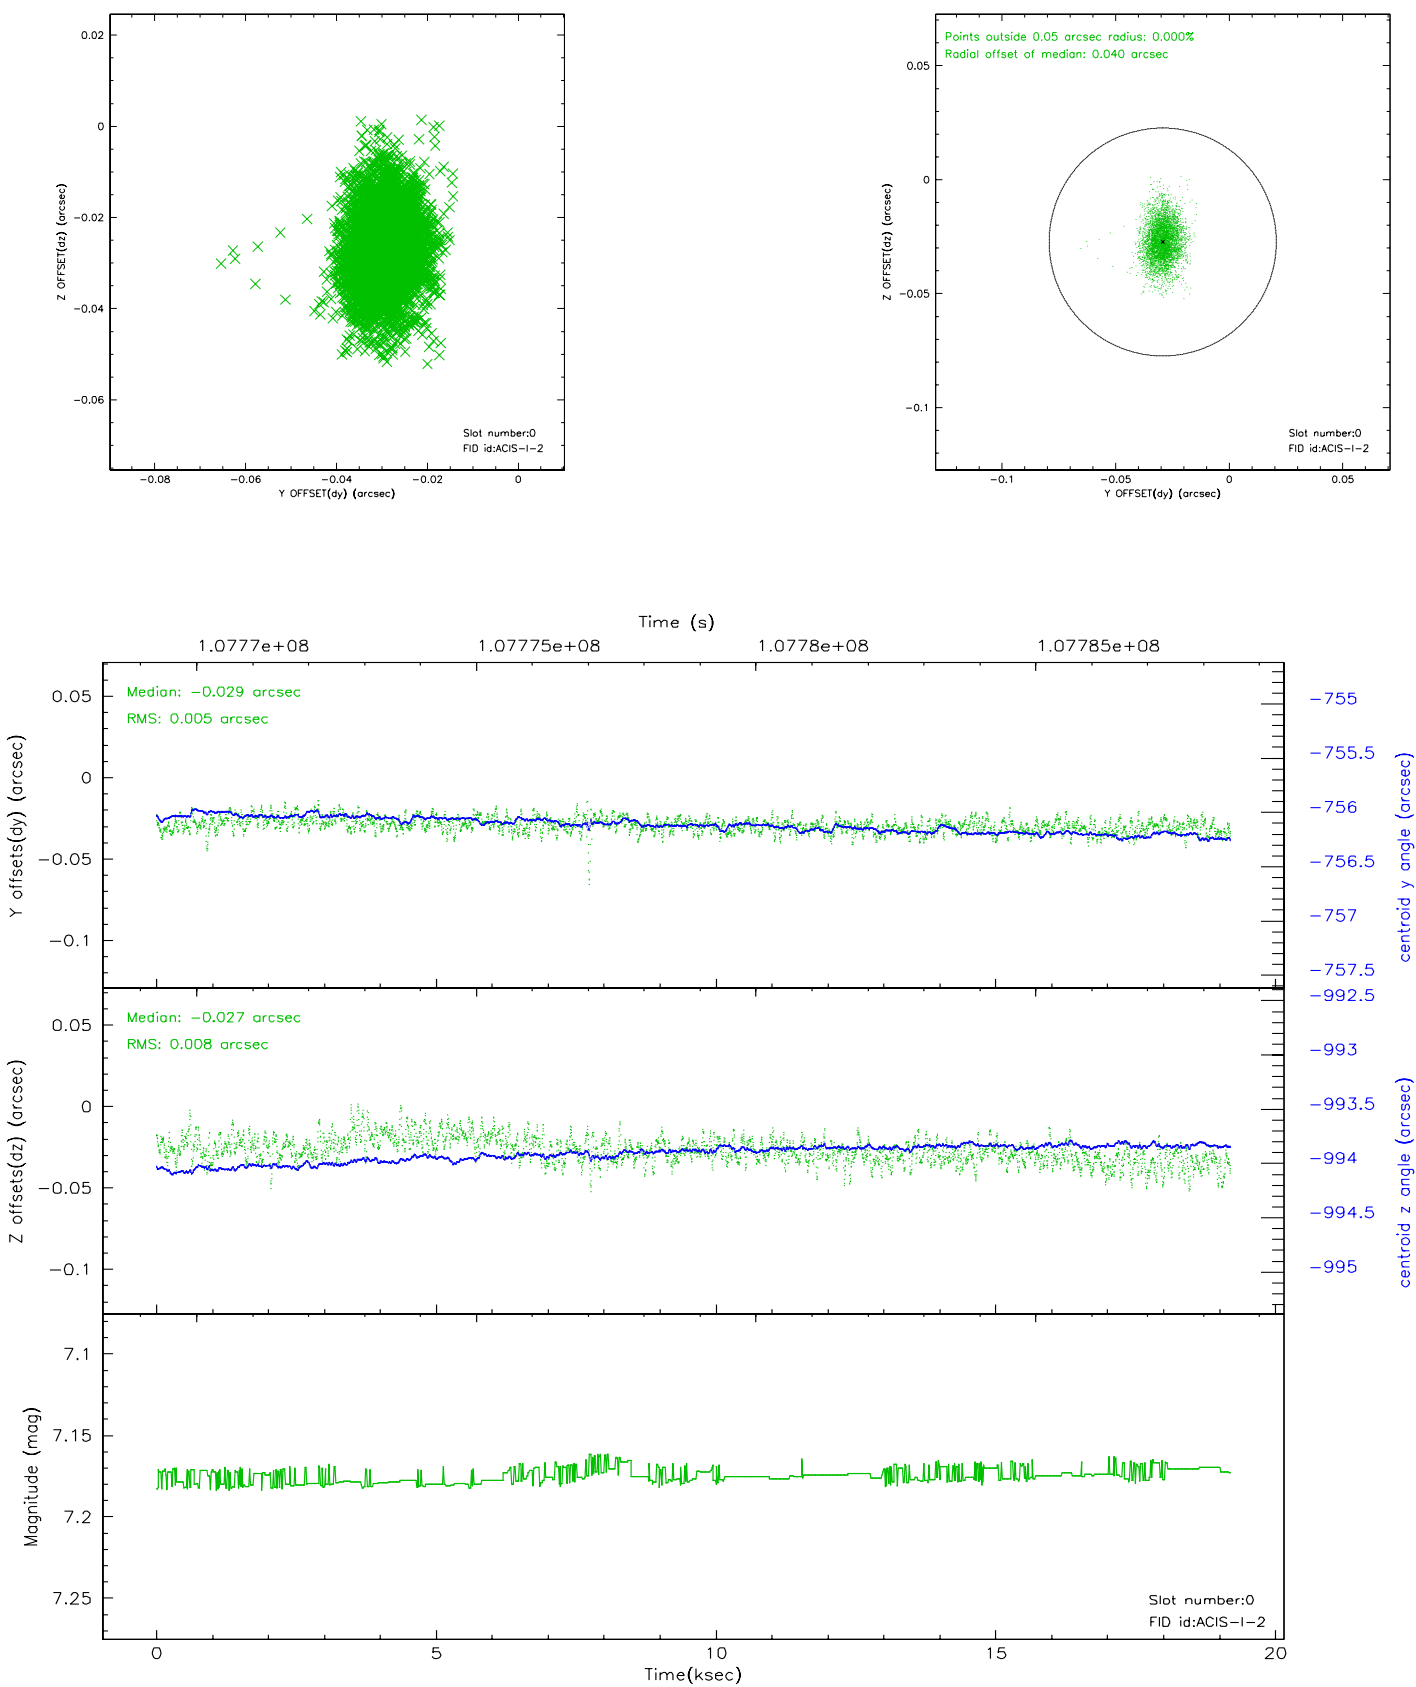 0.02
0
−0.02
−0.04
−0.06
Z OFFSET(dz) (arcsec)
−0.08
−0.06
−0.04
−0.02
0
Y OFFSET(dy) (arcsec)
Slot number:0
FID id:ACIS−I−2
Points outside 0.05 arcsec radius: 0.000%
Radial offset of median: 0.040 arcsec
0.05
0
−0.05
−0.1
Z OFFSET(dz) (arcsec)
−0.1
−0.05
0
0.05
Y OFFSET(dy) (arcsec)
Slot number:0
FID id:ACIS−I−2
Time (s)
1.0777e+08
1.07775e+08
1.0778e+08
1.07785e+08
Median: −0.029 arcsec
RMS: 0.005 arcsec
0.05
0
−0.05
−0.1
Y offsets(dy) (arcsec)
−755
−755.5
−756
−756.5
−757
−757.5
centroid y angle (arcsec)
Median: −0.027 arcsec
RMS: 0.008 arcsec
0.05
0
−0.05
−0.1
Z offsets(dz) (arcsec)
−992.5
−993
−993.5
−994
−994.5
−995
centroid z angle (arcsec)
7.1
7.15
7.2
7.25
Magnitude (mag)
Slot number:0
FID id:ACIS−I−2
0
5
10
15
20
Time(ksec)